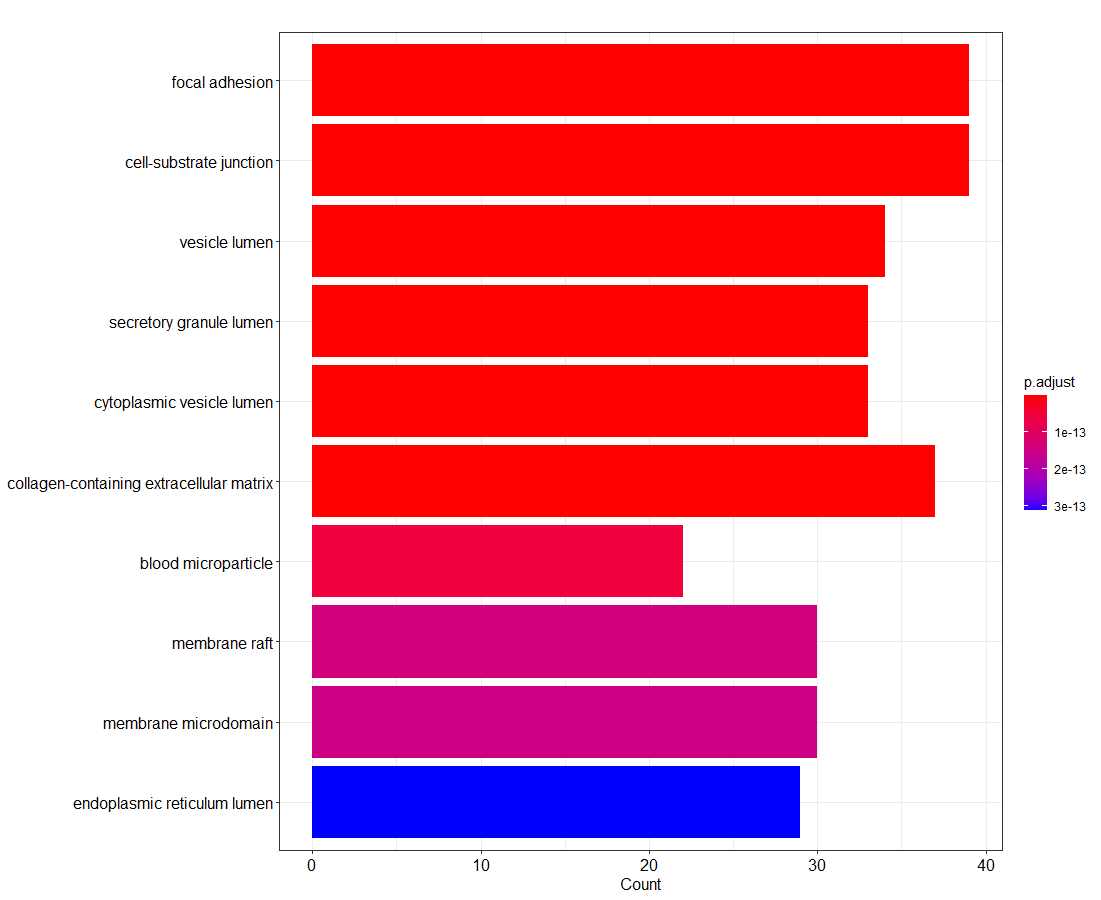 focal adhesion
cell-substrate junction
vesicle lumen
secretory granule lumen
cytoplasmic vesicle lumen
collagen-containing extracellular matrix
blood microparticle
membrane raft
membrane microdomain
endoplasmic reticulum lumen
0 10 20 30 40
Count
p.adjust
1e-13
2e-13
3e-13